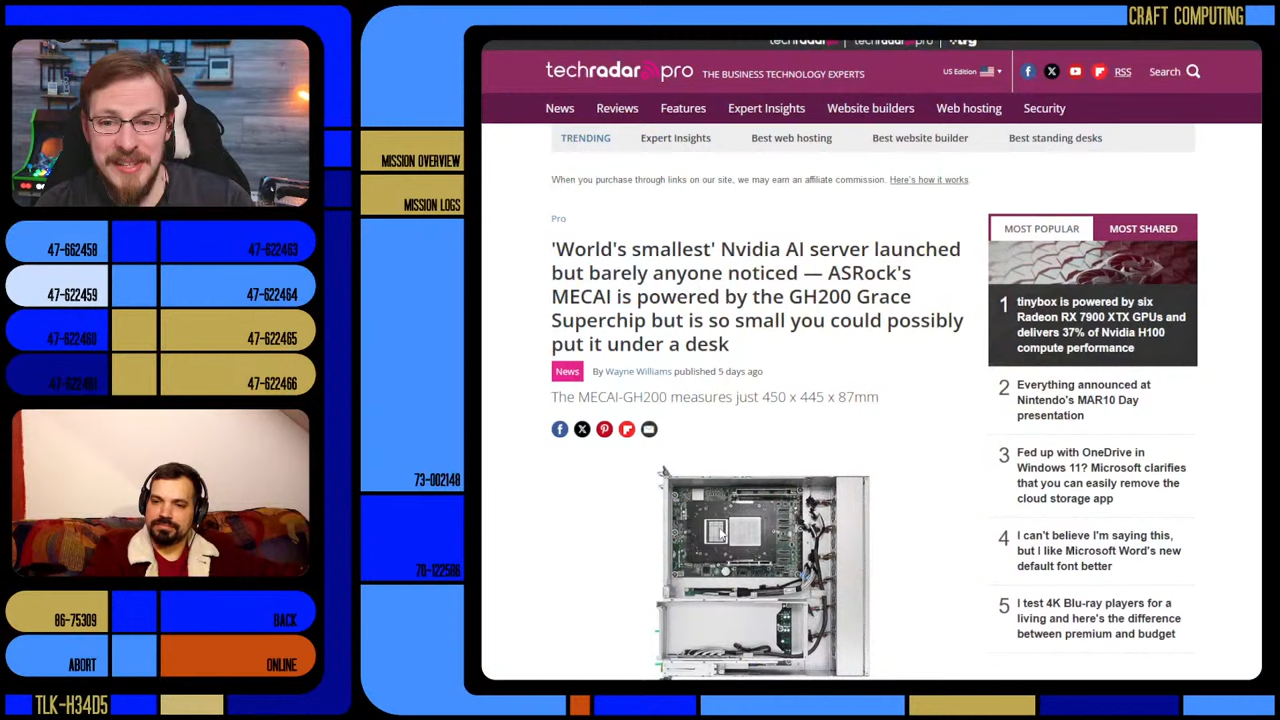 CRAFT COMPUTING
47-662458
47-622463
47-622459
47-622464
47-622460
47-622465
47-622466
MISSION OVERVIEW
MISSION LOGS
73-002148
86-75309
BACK
ABORT
ONLINE
TLK-H34D5
techradar pro THE BUSINESS TECHNOLOGY EXPERTS
US Edition
RSS
Search
News Reviews Features Expert Insights Website builders Web hosting Security
TRENDING Expert Insights Best web hosting Best website builder Best standing desks
When you purchase through links on our site, we may earn an affiliate commission. Here's how it works.
Pro
'World's smallest' Nvidia AI server launched
but barely anyone noticed — ASRock's
MECAI is powered by the GH200 Grace
Superchip but is so small you could possibly
put it under a desk
News By Wayne Williams published 5 days ago
The MECAI-GH200 measures just 450 x 445 x 87mm
MOST POPULAR MOST SHARED
1 tinybox is powered by six
Radeon RX 7900 XTX GPUs and
delivers 37% of Nvidia H100
compute performance
2 Everything announced at
Nintendo's MAR10 Day
presentation
3 Fed up with OneDrive in
Windows 11? Microsoft clarifies
that you can easily remove the
cloud storage app
4 I can't believe I'm saying this,
but I like Microsoft Word's new
default font better
5 I test 4K Blu-ray players for a
living and here's the difference
between premium and budget